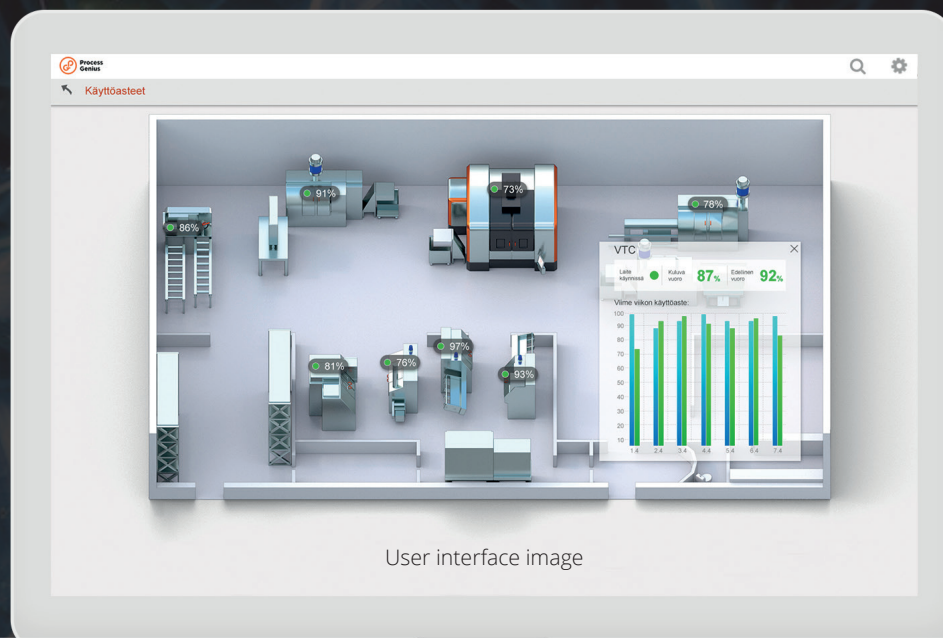 Process
Genius
Käyttöasteet
91%
73%
78%
86%
VTC
Laite
käynnissä
Kuluva
vuoro
87%
Edellinen
vuoro
92%
Viime viikon käyttöaste:
100
90
80
70
60
50
40
30
20
10
1.4 2.4 3.4 4.4 5.4 6.4 7.4
97%
81%
76%
93%
User interface image